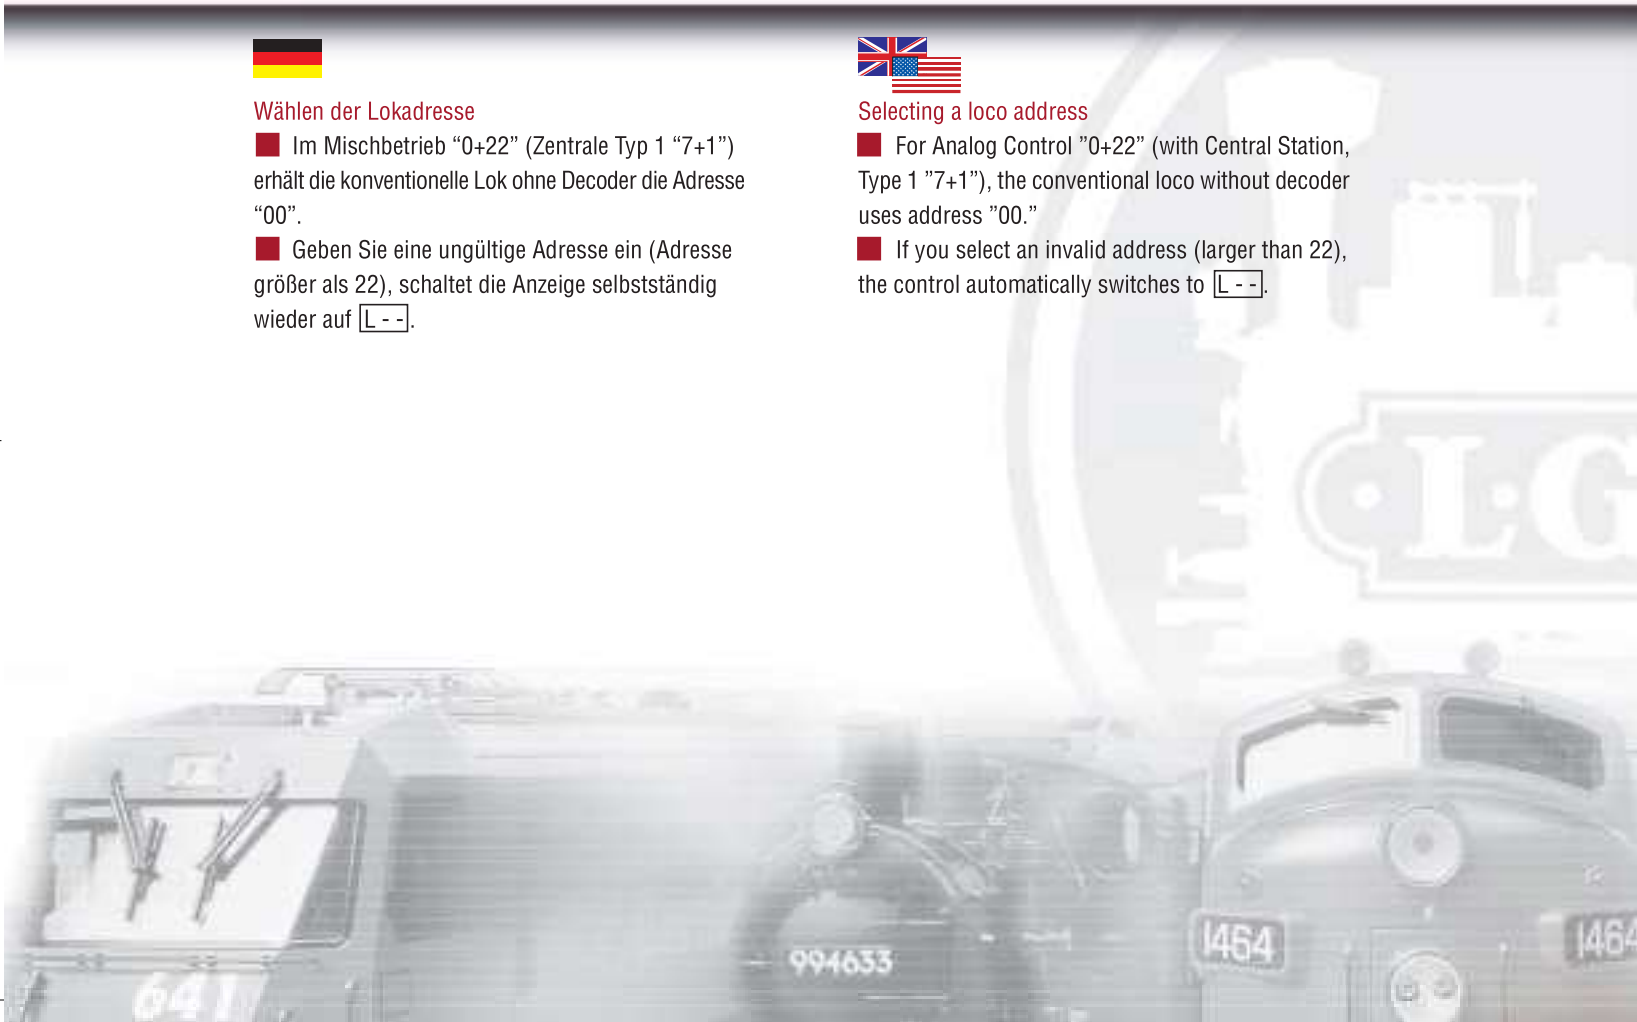 Wählen der Lokadresse
Im Mischbetrieb “0+22” (Zentrale Typ 1 “7+1”)
erhält die konventionelle Lok ohne Decoder die Adresse
“00”.
Geben Sie eine ungültige Adresse ein (Adresse
größer als 22), schaltet die Anzeige selbstständig
wieder auf L - - .
Selecting a loco address
For Analog Control ”0+22” (with Central Station,
Type 1 ”7+1”), the conventional loco without decoder
uses address ”00.”
If you select an invalid address (larger than 22),
the control automatically switches to L - - .
L G
641
994633
1464
1464